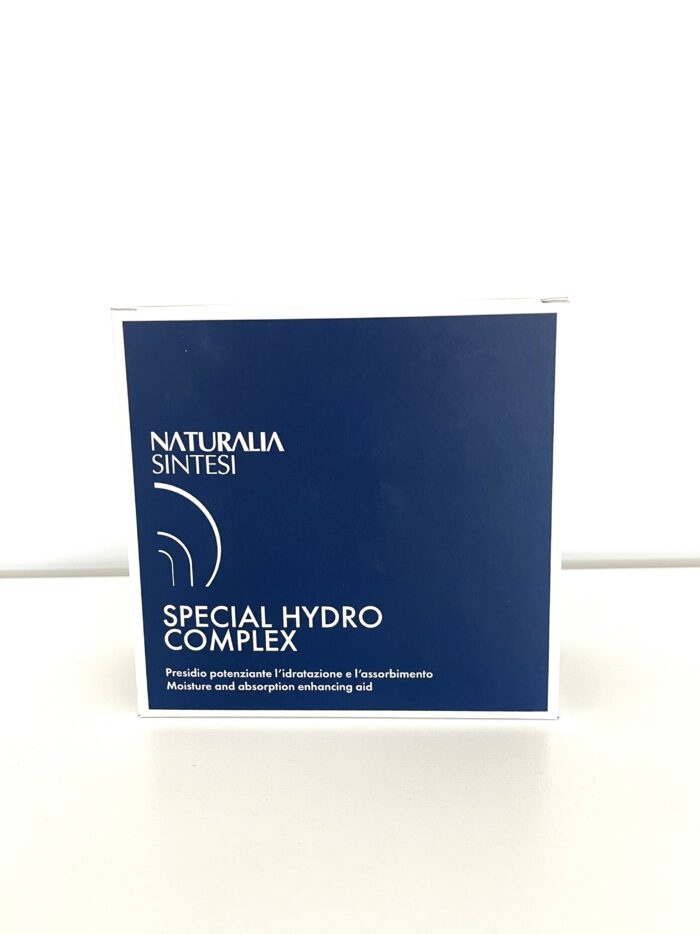 NATURALIA
SINTESI
SPECIAL HYDRO
COMPLEX
Presidio potenziante l'idratazione e l'assorbimento
Moisture and absorption enhancing aid